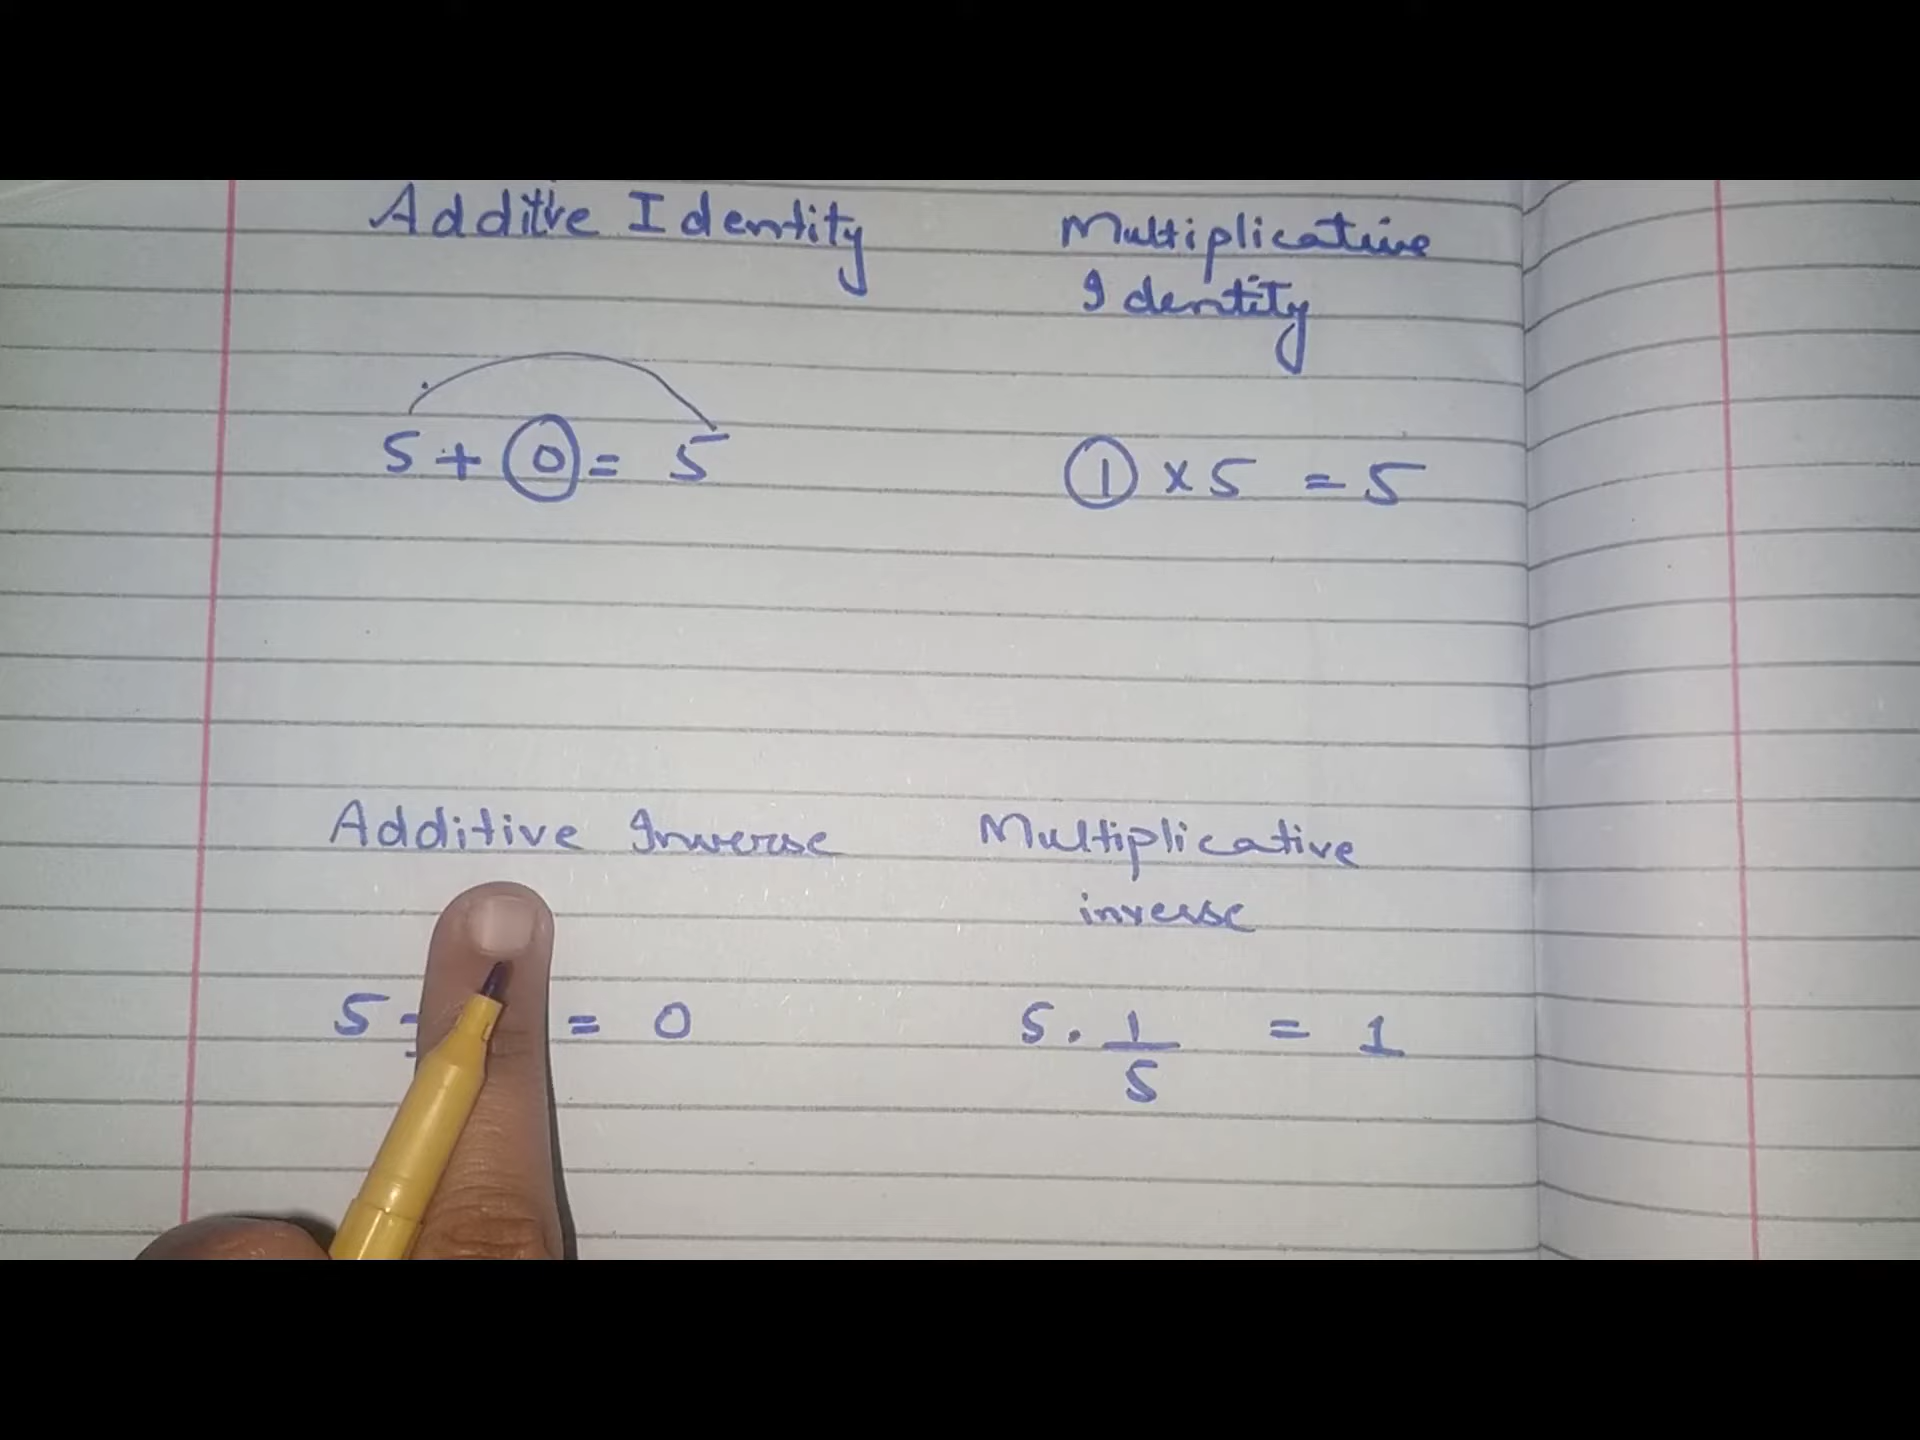 Additive Identity
Multiplicative
Identity
5 + 0 = 5
1 × 5 = 5
Additive Inverse
Multiplicative
inverse
5 = 0
5 . 1/5 = 1